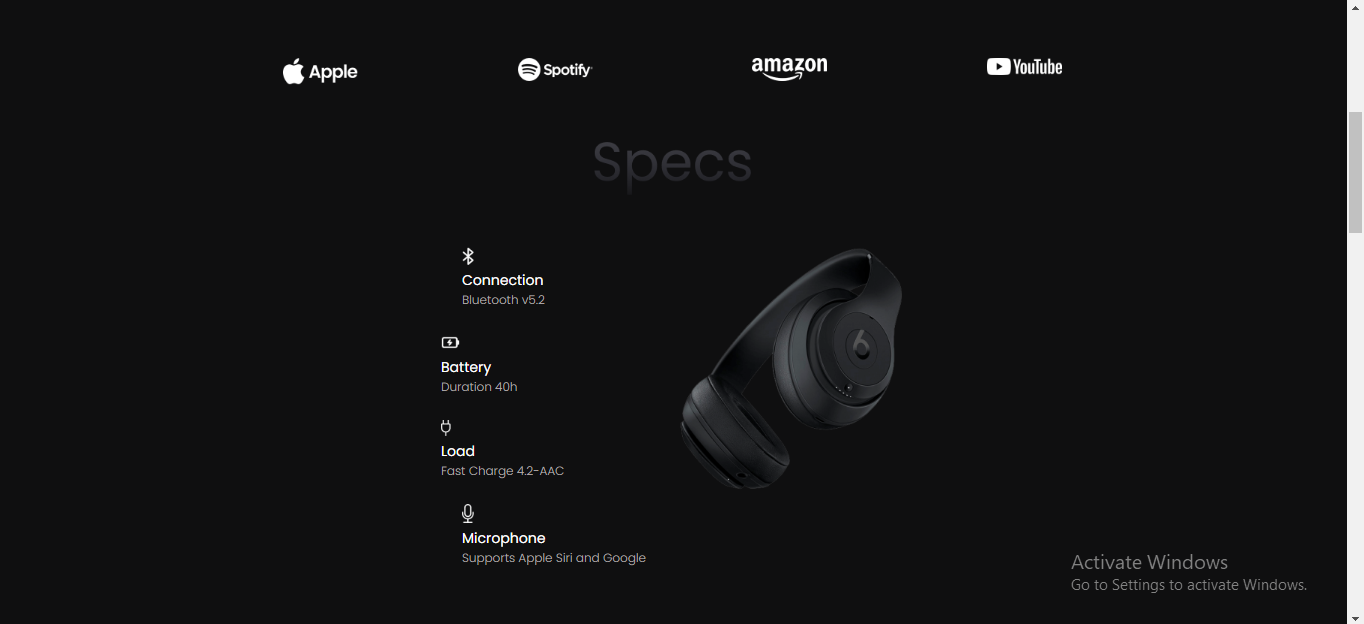 Apple
Spotify
amazon
YouTube
Specs
Connection
Bluetooth v5.2
Battery
Duration 40h
Load
Fast Charge 4.2-AAC
Microphone
Supports Apple Siri and Google
Activate Windows
Go to Settings to activate Windows.